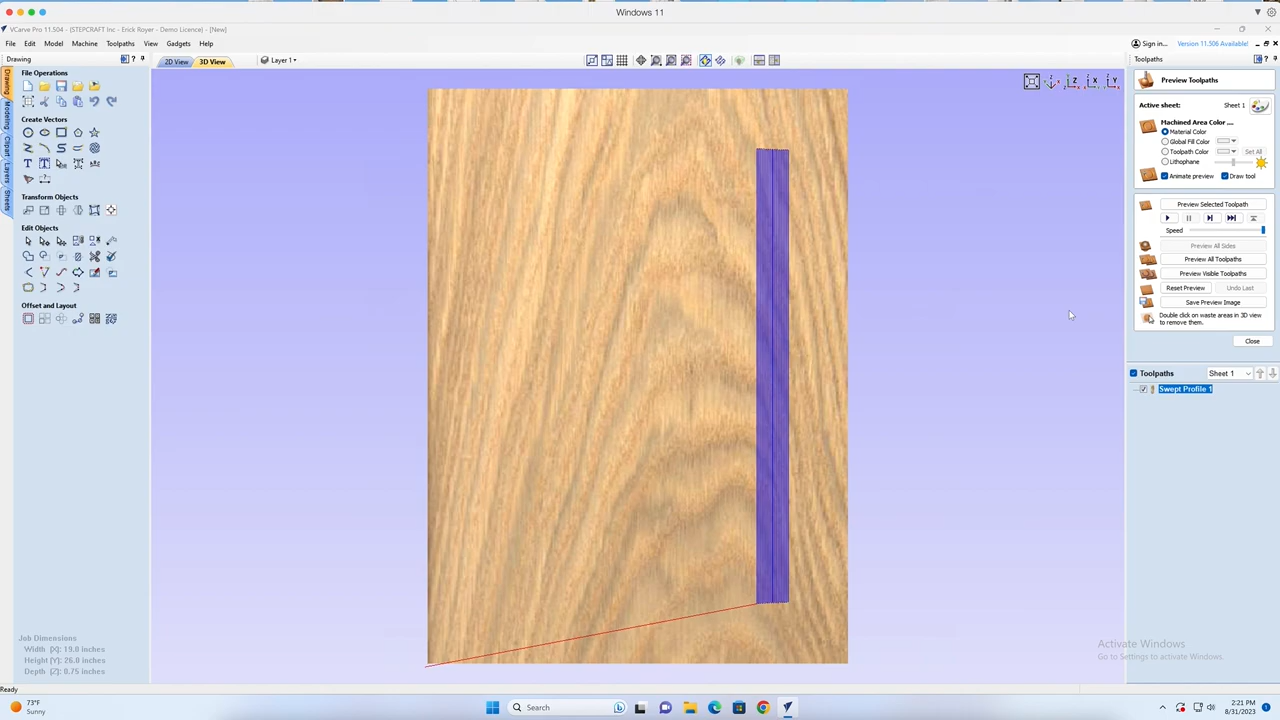 Windows 11
VCarve Pro 11.504 - {STEPCRAFT Inc - Erick Royer - Demo Licence} - [New]
File Edit Model Machine Toolpaths View Gadgets Help
Sign in... Version 11.506 Available!
Drawing
2D View 3D View Layer 1
Toolpaths
File Operations
Create Vectors
Transform Objects
Edit Objects
Offset and Layout
Drawing
Modeling
Clipart
Layers
Sheets
Job Dimensions
Width (X): 19.0 inches
Height (Y): 26.0 inches
Depth (Z): 0.75 inches
Ready
Z X Y
Preview Toolpaths
Active sheet: Sheet 1
Machined Area Color ....
Material Color
Global Fill Color
Toolpath Color Set All
Lithophane
Animate preview Draw tool
Preview Selected Toolpath
Speed
Preview All Sides
Preview All Toolpaths
Preview Visible Toolpaths
Reset Preview Undo Last
Save Preview Image
Double click on waste areas in 3D view
to remove them.
Close
Toolpaths Sheet 1
Swept Profile 1
Activate Windows
Go to Settings to activate Windows.
73°F
Sunny
Search
2:21 PM
8/31/2023